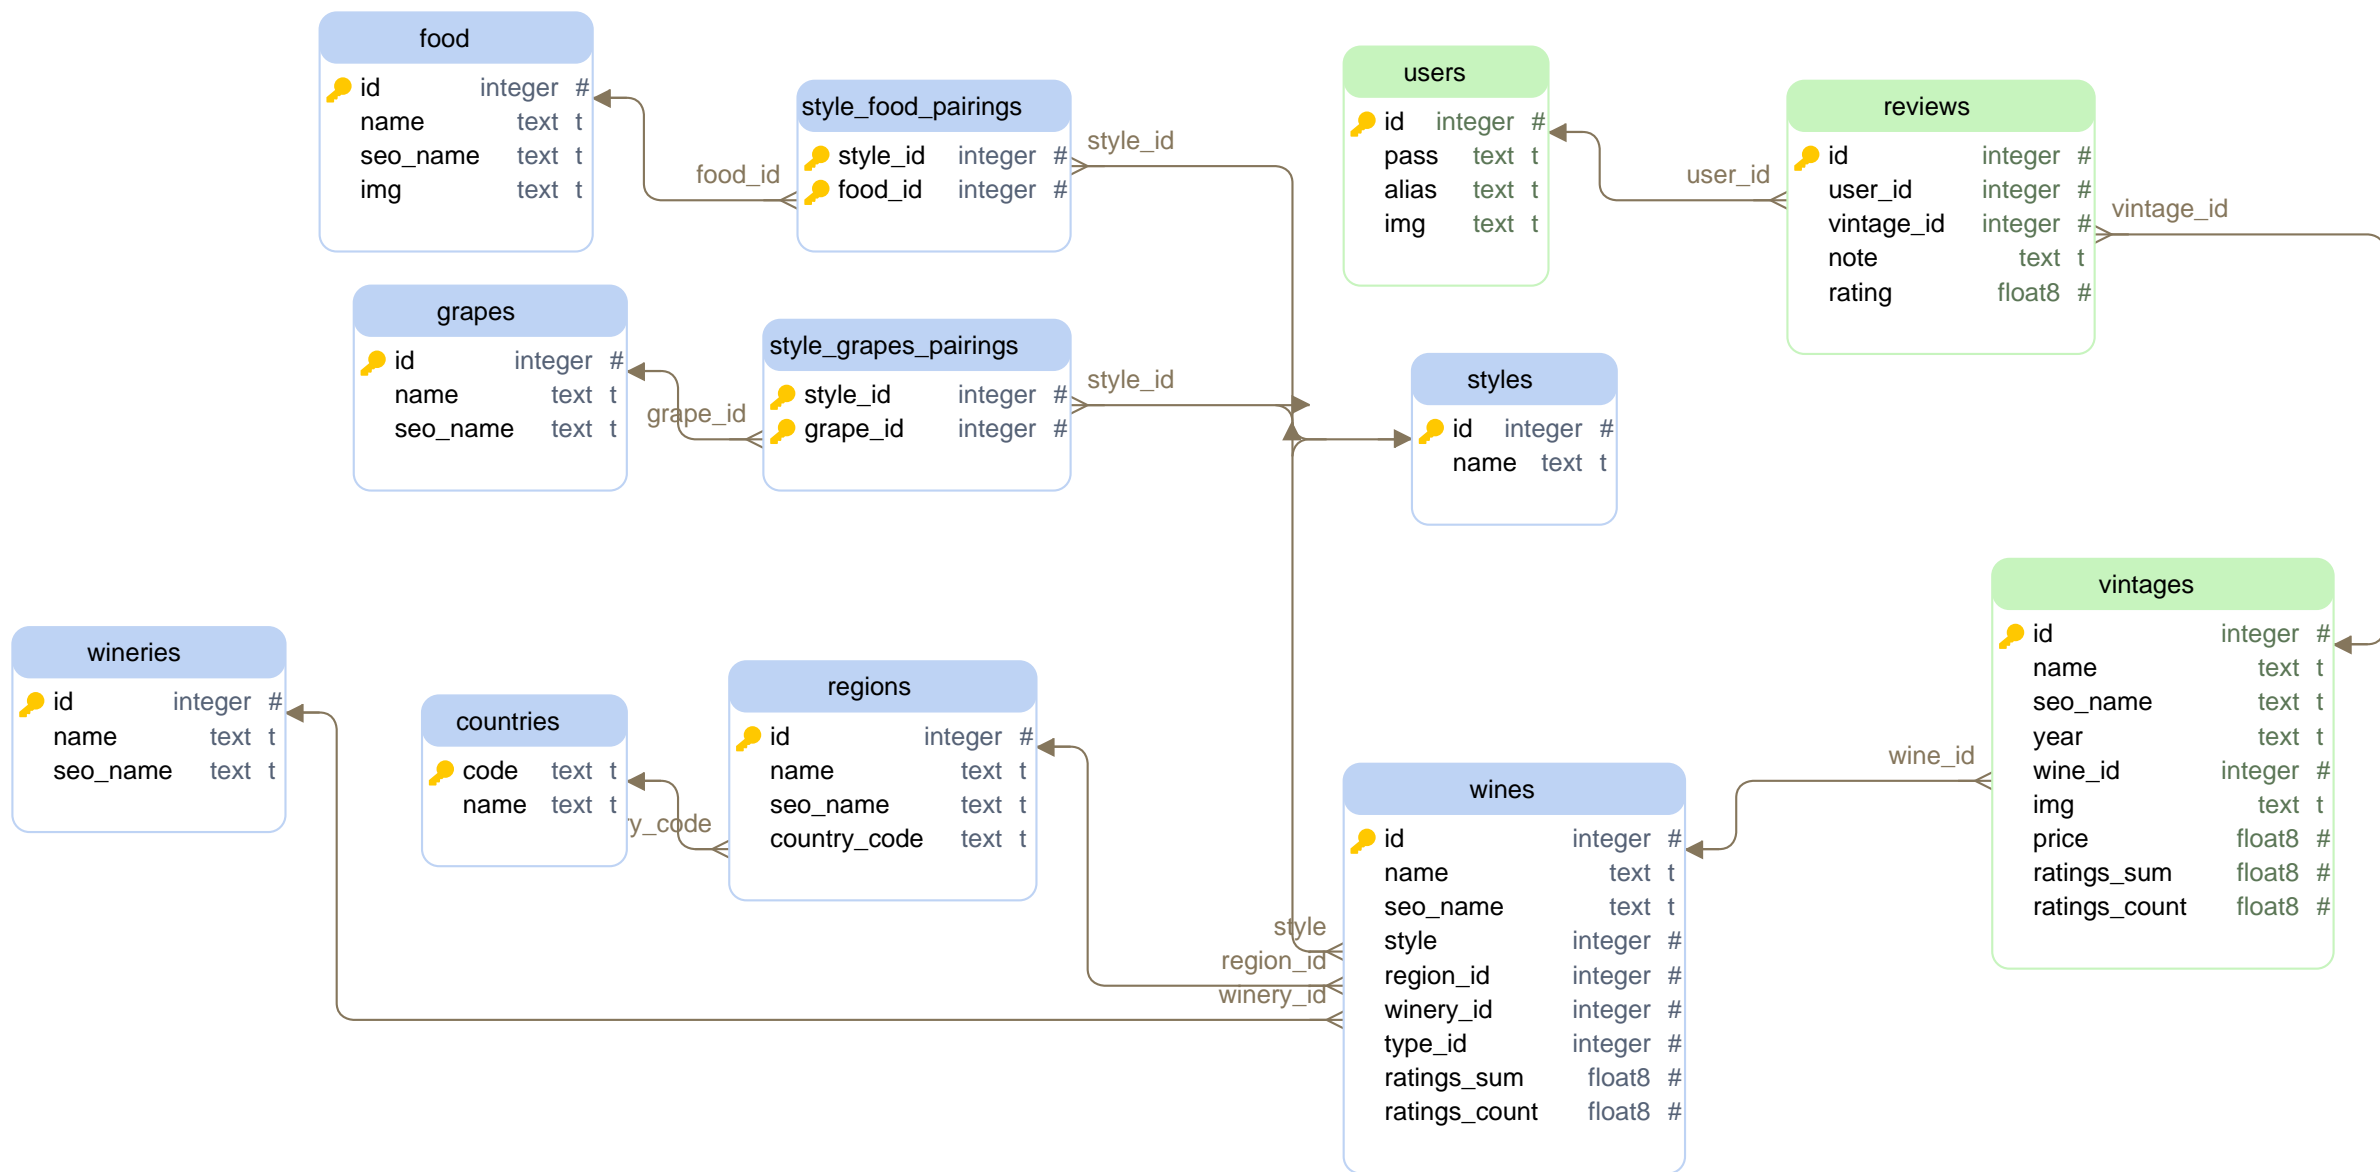 food
id integer #
name text t
seo_name text t
img text t
style_food_pairings
style_id integer #
food_id integer #
food_id
style_id
users
id integer #
pass text t
alias text t
img text t
user_id
reviews
id integer #
user_id integer #
vintage_id integer #
note text t
rating float8 #
vintage_id
grapes
id integer #
name text t
seo_name text t
grape_id
style_grapes_pairings
style_id integer #
grape_id integer #
style_id
styles
id integer #
name text t
wineries
id integer #
name text t
seo_name text t
countries
code text t
name text t
y_code
regions
id integer #
name text t
seo_name text t
country_code text t
style
region_id
winery_id
wines
id integer #
name text t
seo_name text t
style integer #
region_id integer #
winery_id integer #
type_id integer #
ratings_sum float8 #
ratings_count float8 #
wine_id
vintages
id integer #
name text t
seo_name text t
year text t
wine_id integer #
img text t
price float8 #
ratings_sum float8 #
ratings_count float8 #